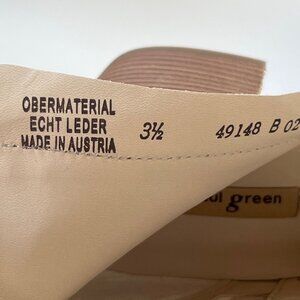 OBERMATERIAL
ECHT LEDER
MADE IN AUSTRIA
3½
49148 B 02
green